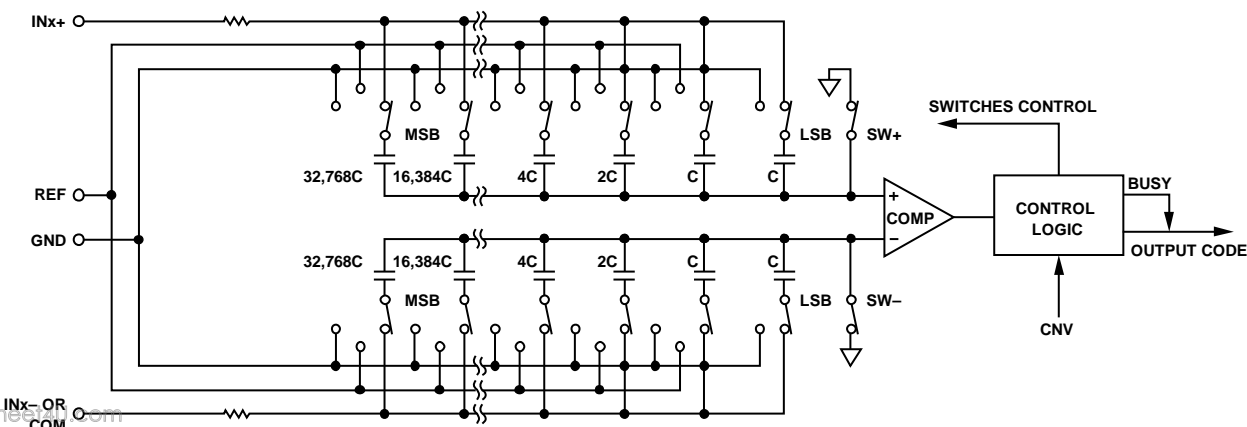 INx+
SWITCHES CONTROL
MSB
LSB
SW+
32,768C
16,384C
4C
2C
C
C
REF
BUSY
+
COMP
−
CONTROL
LOGIC
GND
OUTPUT CODE
32,768C
16,384C
4C
2C
C
C
MSB
LSB
SW−
CNV
INx− OR
COM